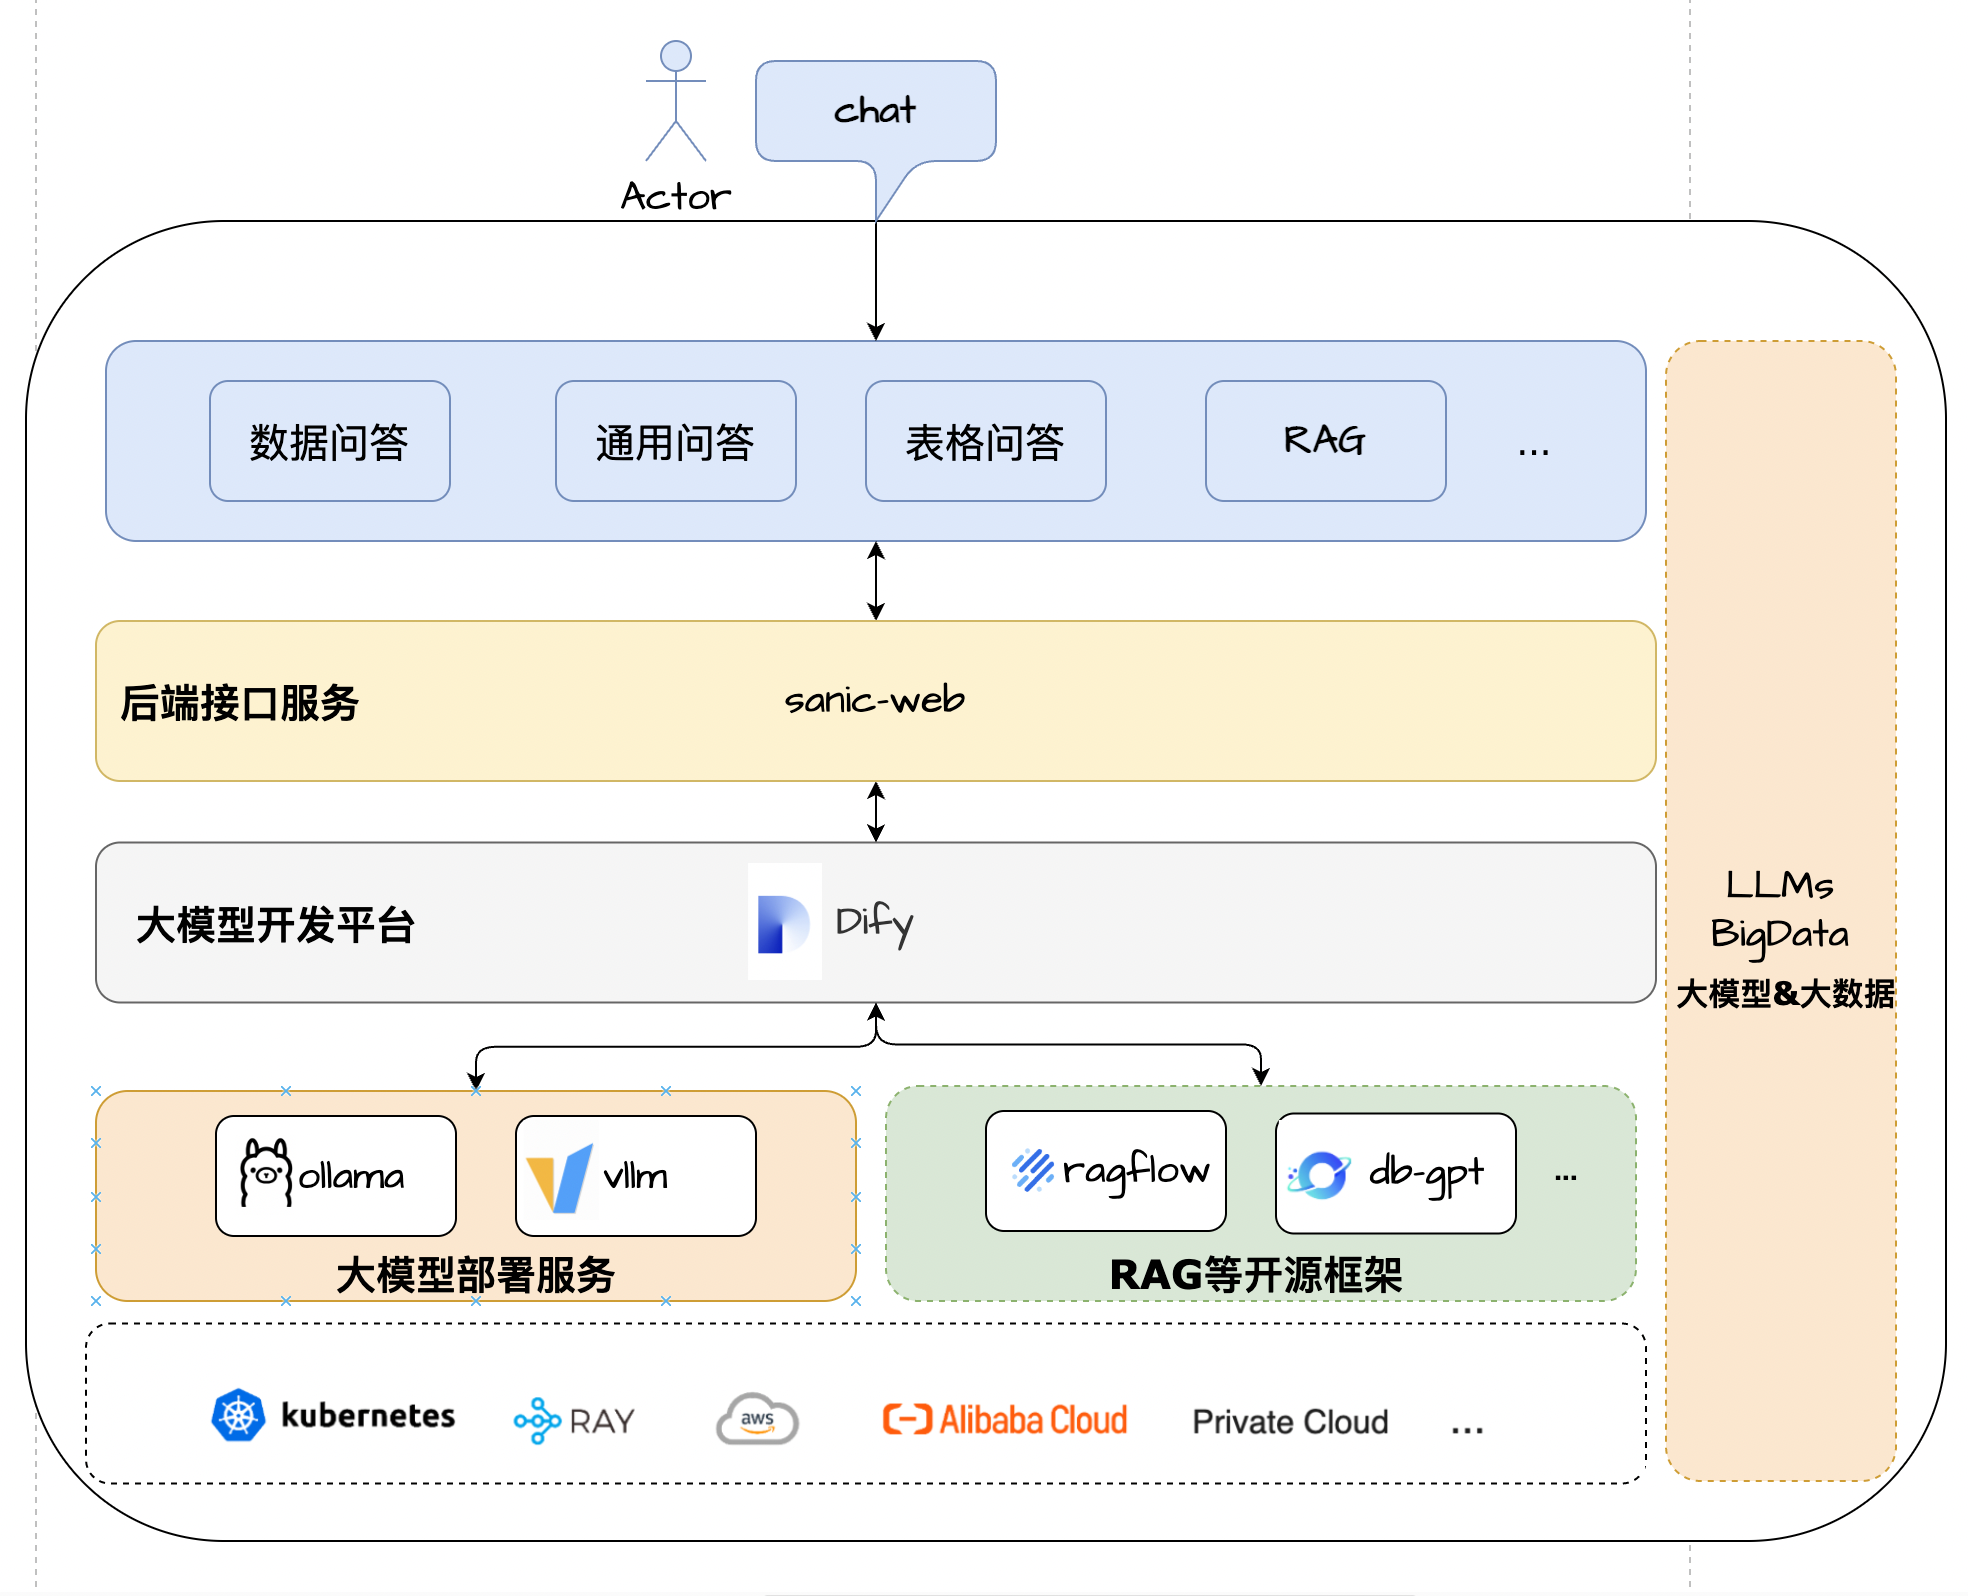 chat
Actor
数据问答
通用问答
表格问答
RAG
...
后端接口服务
sanic-web
大模型开发平台
Dify
LLMs
BigData
大模型&大数据
ollama
vllm
大模型部署服务
ragflow
db-gpt
...
RAG等开源框架
kubernetes
RAY
aws
Alibaba Cloud
Private Cloud
...